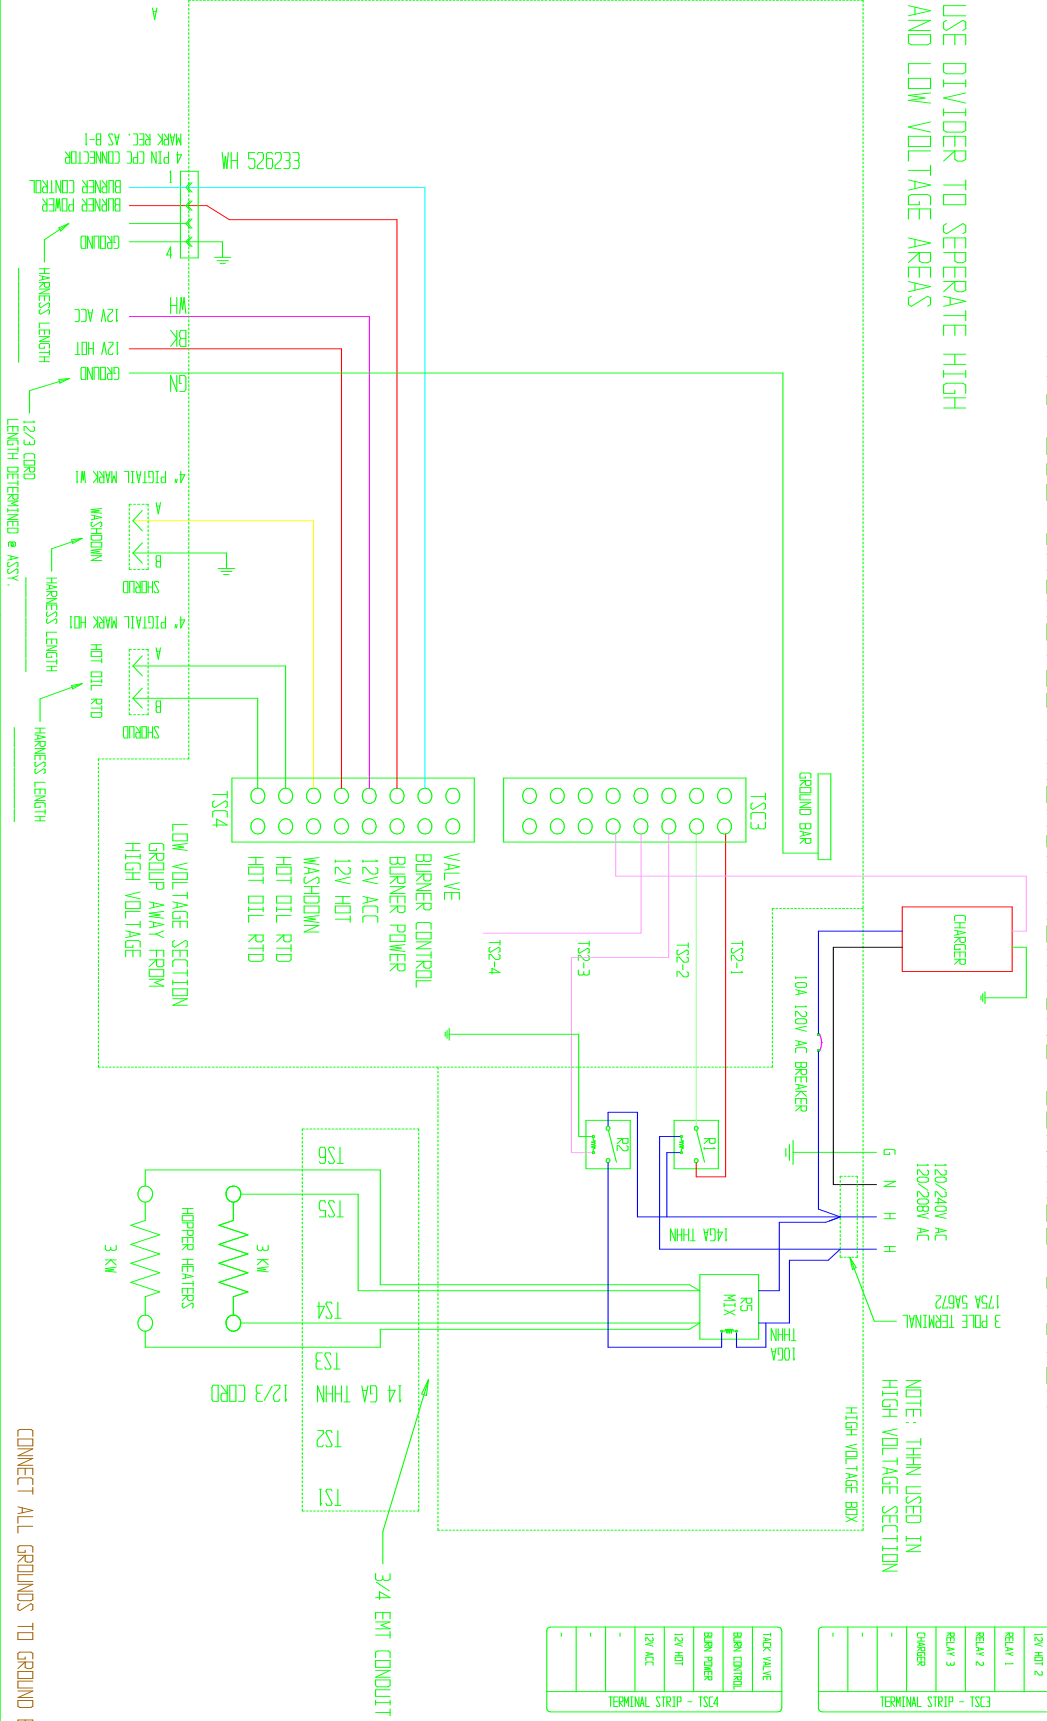 USE DIVIDER TO SEPERATE HIGH
AND LOW VOLTAGE AREAS
A
MARK REC. AS B-1
4 PIN CPC CONNECTOR
WH 526233
1
BURNER CONTROL
BURNER POWER
GROUND
4
HARNESS LENGTH
WH
12V ACC
BK
12V HOT
GROUND
GN
12/3 CORD
LENGTH DETERMINED @ ASSY.
4" PIGTAIL MARK W1
A
WASHDOWN
B
SHORUD
HARNESS LENGTH
4" PIGTAIL MARK HO1
A
HOT OIL RTD
B
SHORUD
HARNESS LENGTH
TSC4
TSC3
GROUND BAR
VALVE
BURNER CONTROL
BURNER POWER
12V ACC
12V HOT
WASHDOWN
HOT OIL RTD
HOT OIL RTD
LOW VOLTAGE SECTION
GROUP AWAY FROM
HIGH VOLTAGE
TS2-4
TS2-3
TS2-2
TS2-1
CHARGER
10A 120V AC BREAKER
R2
R1
G
N
H
H
120/240V AC
120/208V AC
14GA THHN
TS6
TS5
TS4
TS3
14 GA THHN
12/3 CORD
TS2
TS1
HOPPER HEATERS
3 KW
3 KW
R5
MIX
10GA
THHN
175A 5A672
3 POLE TERMINAL
NOTE: THHN USED IN
HIGH VOLTAGE SECTION
HIGH VOLTAGE BOX
3/4 EMT CONDUIT
CONNECT ALL GROUNDS TO GROUND
TACK VALVE
BURN CONTROL
BURN POWER
12V HOT
12V ACC
-
-
-
TERMINAL STRIP - TSC4
12V HOT 2
RELAY 1
RELAY 2
RELAY 3
CHARGER
-
-
-
TERMINAL STRIP - TSC3